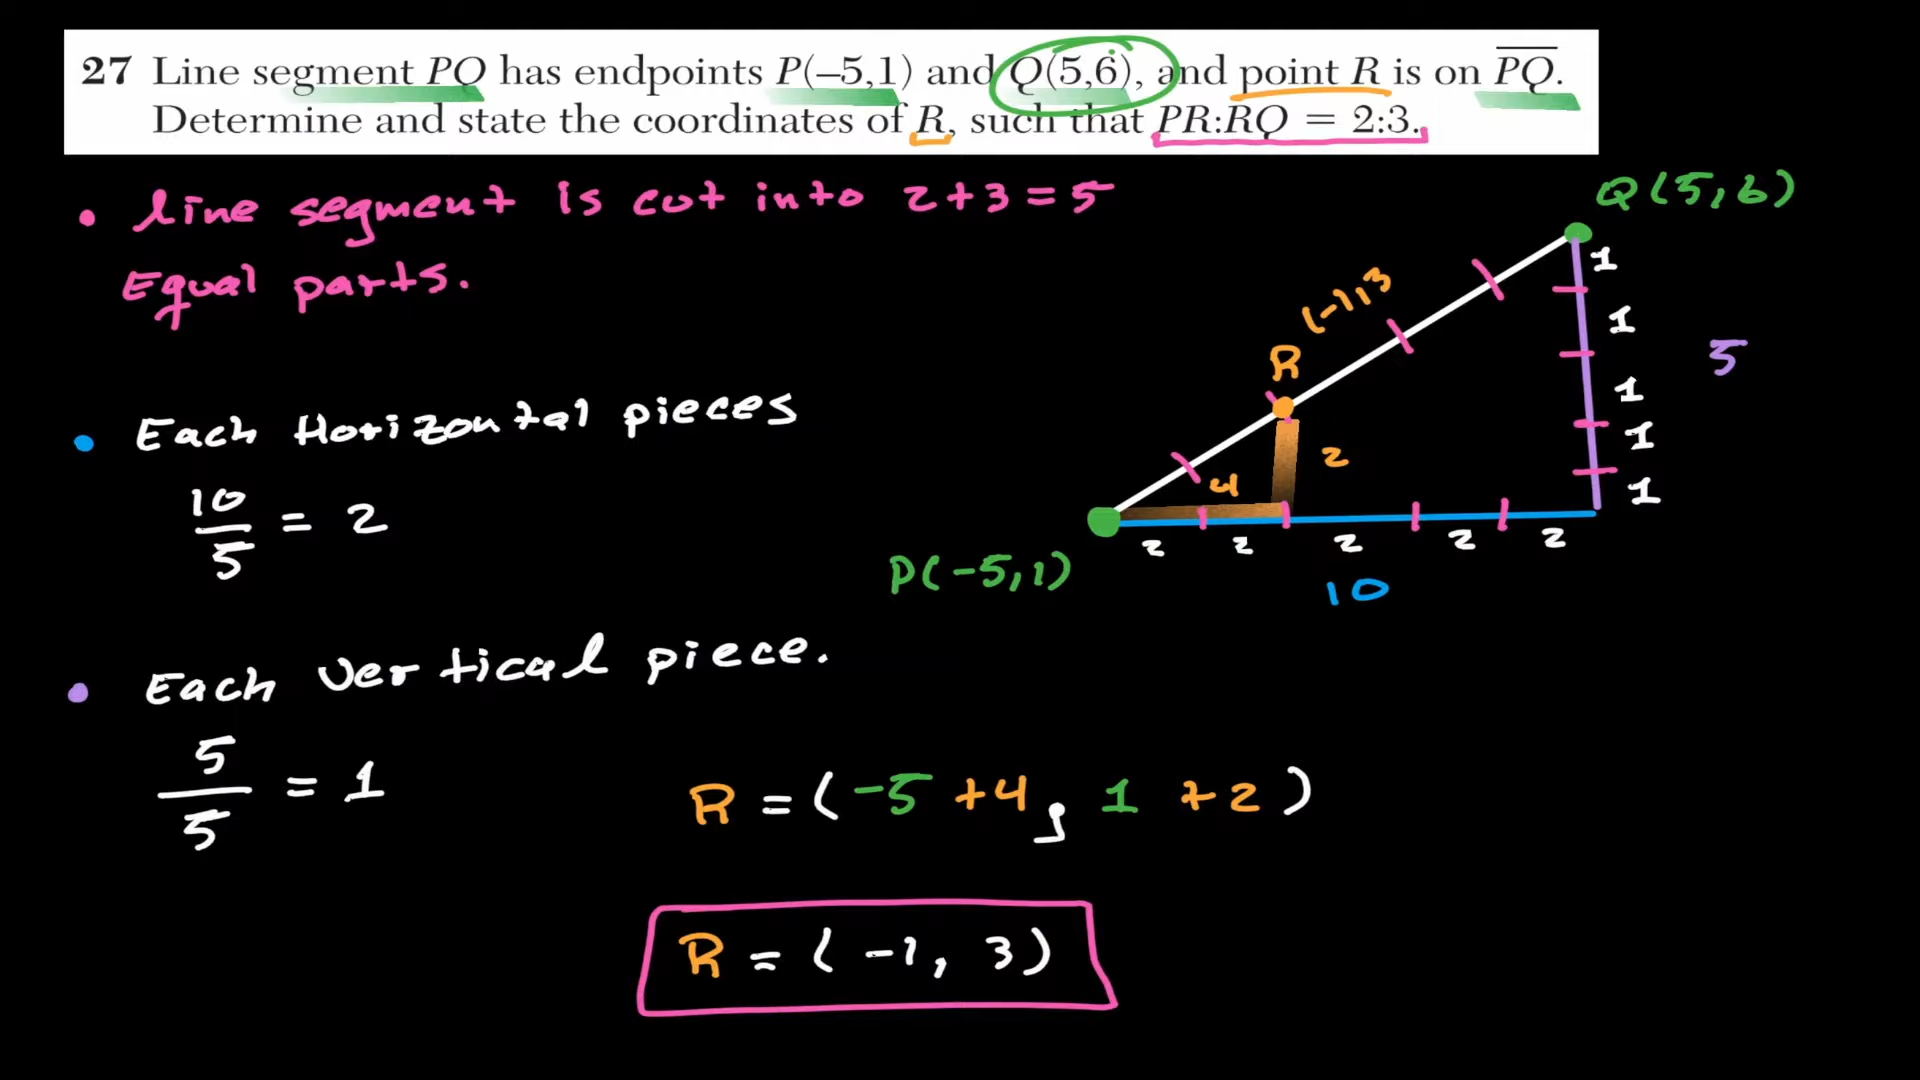 27 Line segment PQ has endpoints P(–5,1) and Q(5,6), and point R is on PQ.
Determine and state the coordinates of R, such that PR:RQ = 2:3.
• Line segment is cut into 2+3=5
Equal parts.
Q(5,6)
1
1
1
1
1
5
(-1,3
R
2
4
2 2 2 2 2
P(-5,1)
10
• Each Horizontal pieces
10/5 = 2
• Each vertical piece.
5/5 = 1
R = (-5 +4, 1 +2)
R = (-1, 3)